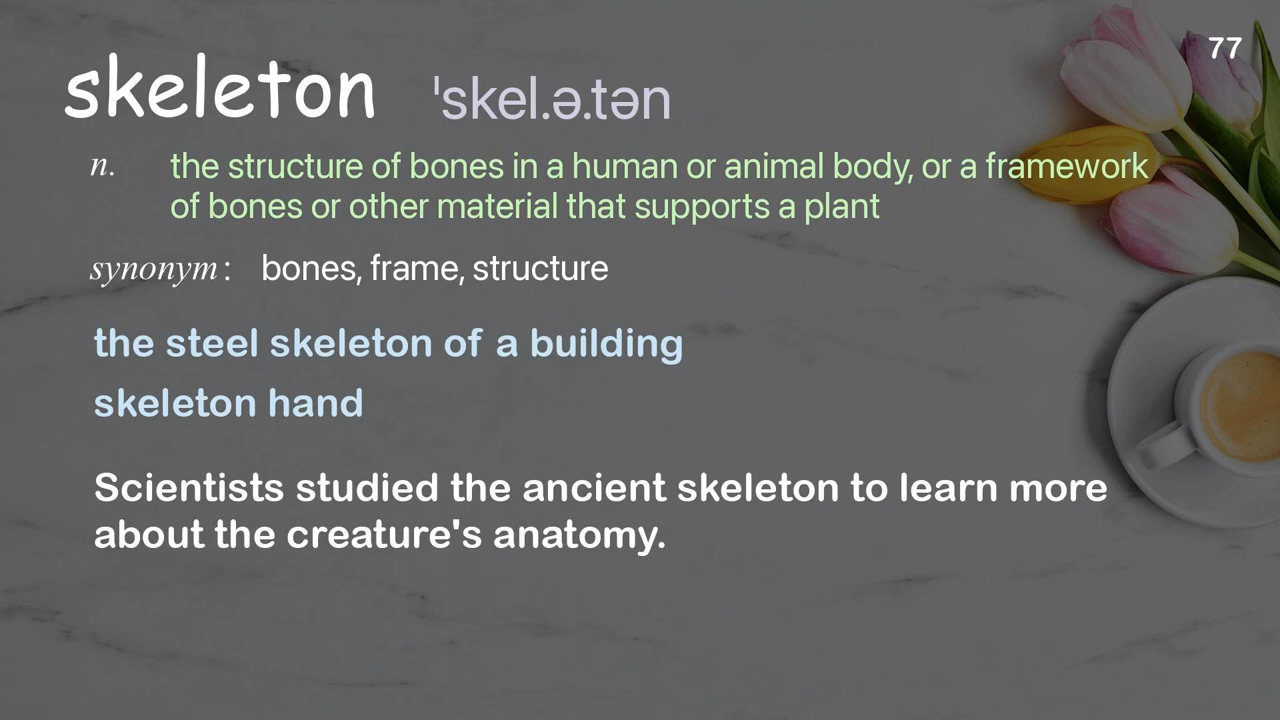 77
skeleton ˈskel.ə.tən
n. the structure of bones in a human or animal body, or a framework
of bones or other material that supports a plant
synonym: bones, frame, structure
the steel skeleton of a building
skeleton hand
Scientists studied the ancient skeleton to learn more
about the creature's anatomy.